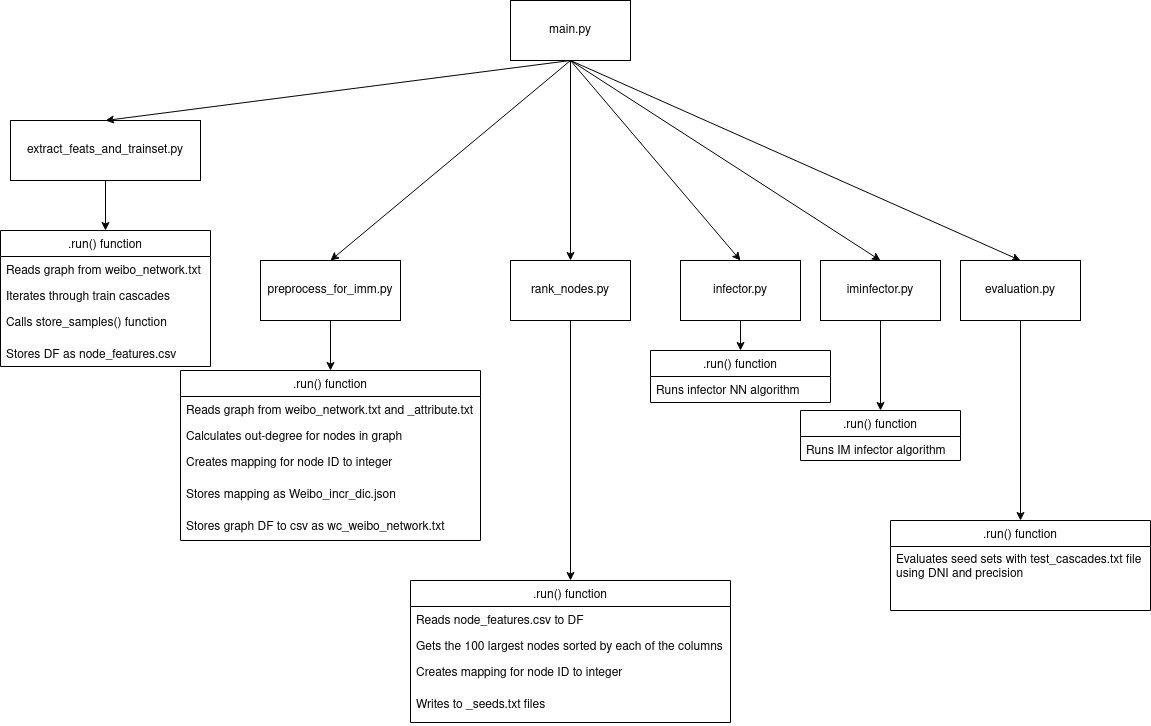 main.py
extract_feats_and_trainset.py
.run() function
Reads graph from weibo_network.txt
Iterates through train cascades
Calls store_samples() function
Stores DF as node_features.csv
preprocess_for_imm.py
.run() function
Reads graph from weibo_network.txt and _attribute.txt
Calculates out-degree for nodes in graph
Creates mapping for node ID to integer
Stores mapping as Weibo_incr_dic.json
Stores graph DF to csv as wc_weibo_network.txt
rank_nodes.py
.run() function
Reads node_features.csv to DF
Gets the 100 largest nodes sorted by each of the columns
Creates mapping for node ID to integer
Writes to _seeds.txt files
infector.py
.run() function
Runs infector NN algorithm
iminfector.py
.run() function
Runs IM infector algorithm
evaluation.py
.run() function
Evaluates seed sets with test_cascades.txt file
using DNI and precision